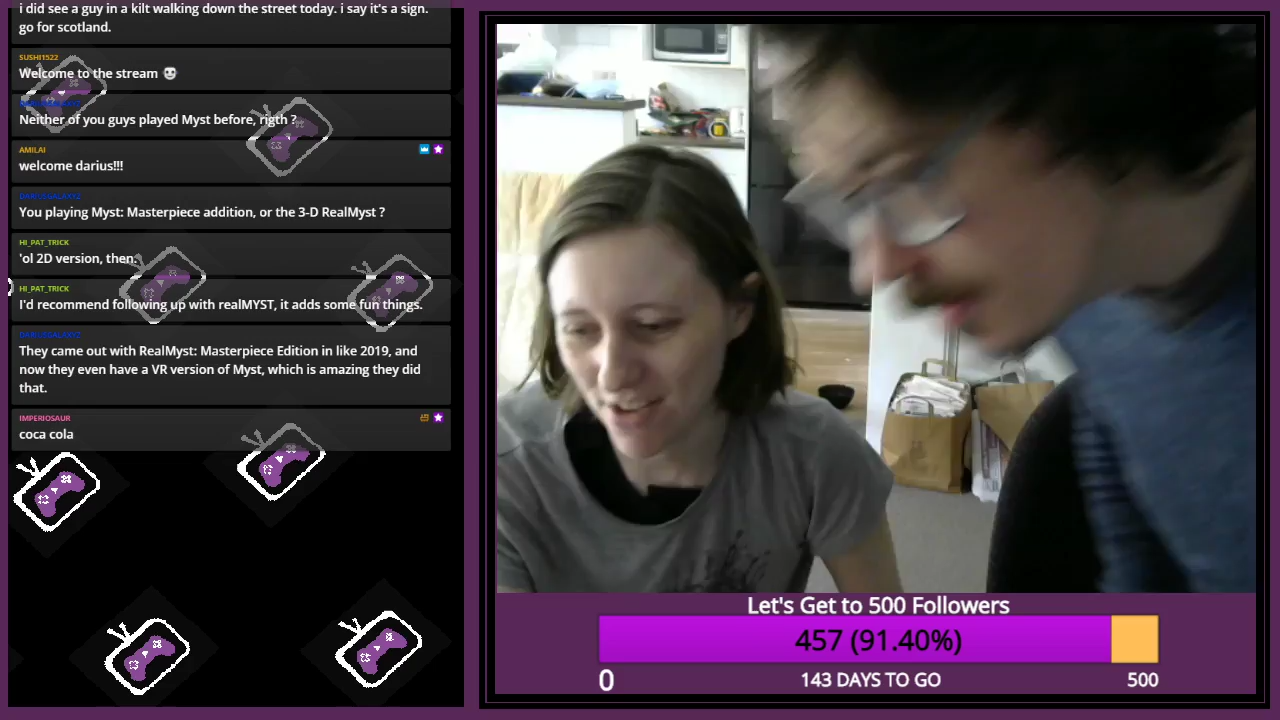 i did see a guy in a kilt walking down the street today. i say it's a sign.
go for scotland.
SUSHI1522
Welcome to the stream
Neither of you guys played Myst before, rigth ?
AMILAI
welcome darius!!!
You playing Myst: Masterpiece addition, or the 3-D RealMyst ?
HI_PAT_TRICK
'ol 2D version, then.
HI_PAT_TRICK
I'd recommend following up with realMYST, it adds some fun things.
They came out with RealMyst: Masterpiece Edition in like 2019, and
now they even have a VR version of Myst, which is amazing they did
that.
IMPERIOSAUR
coca cola
Let's Get to 500 Followers
457 (91.40%)
0
143 DAYS TO GO
500